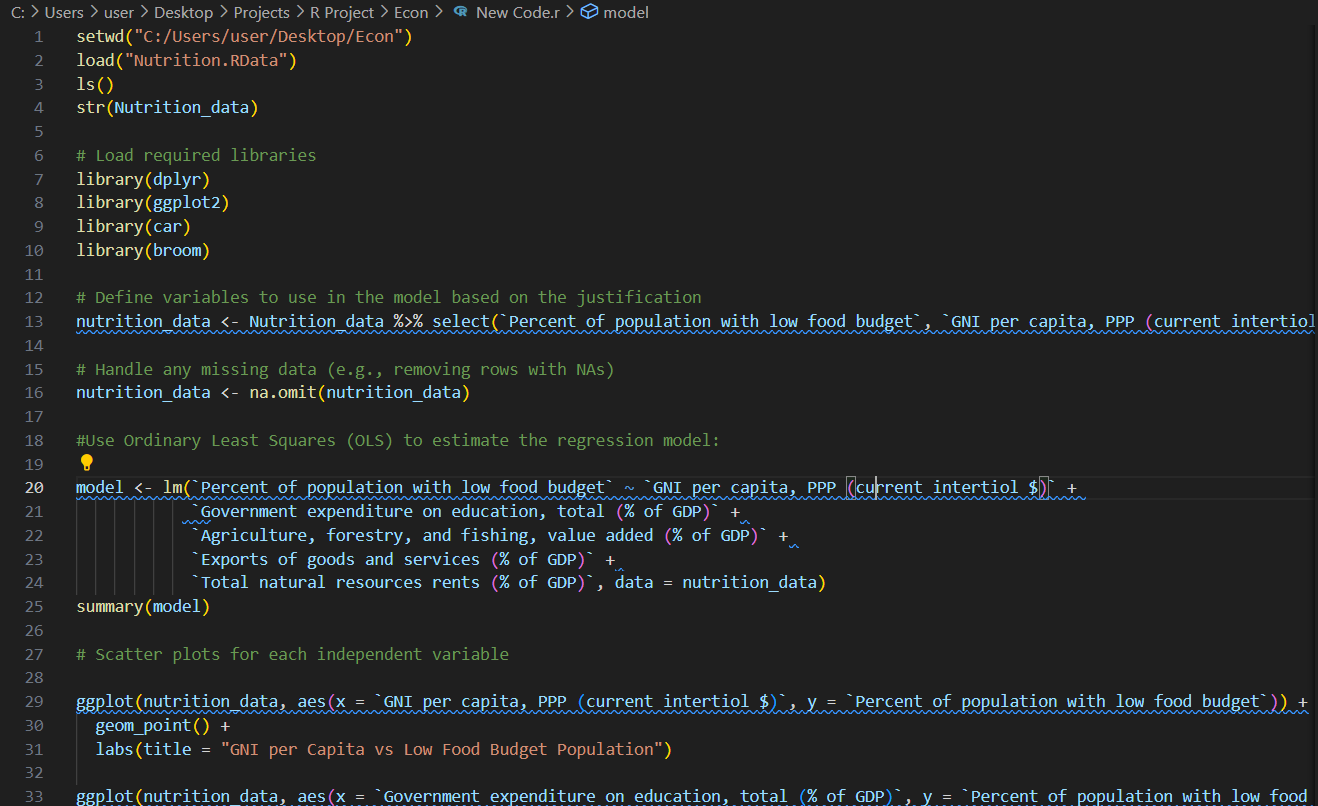 C: > Users > user > Desktop > Projects > R Project > Econ > New Code.r > model
1 setwd("C:/Users/user/Desktop/Econ")
2 load("Nutrition.RData")
3 ls()
4 str(Nutrition_data)
5
6 # Load required libraries
7 library(dplyr)
8 library(ggplot2)
9 library(car)
10 library(broom)
11
12 # Define variables to use in the model based on the justification
13 nutrition_data <- Nutrition_data %>% select(`Percent of population with low food budget`, `GNI per capita, PPP (current intertiol
14
15 # Handle any missing data (e.g., removing rows with NAs)
16 nutrition_data <- na.omit(nutrition_data)
17
18 #Use Ordinary Least Squares (OLS) to estimate the regression model:
19
20 model <- lm(`Percent of population with low food budget` ~ `GNI per capita, PPP (current intertiol $)` +
21 `Government expenditure on education, total (% of GDP)` +
22 `Agriculture, forestry, and fishing, value added (% of GDP)` +
23 `Exports of goods and services (% of GDP)` +
24 `Total natural resources rents (% of GDP)`, data = nutrition_data)
25 summary(model)
26
27 # Scatter plots for each independent variable
28
29 ggplot(nutrition_data, aes(x = `GNI per capita, PPP (current intertiol $)`, y = `Percent of population with low food budget`)) +
30 geom_point() +
31 labs(title = "GNI per Capita vs Low Food Budget Population")
32
33 ggplot(nutrition_data, aes(x = `Government expenditure on education, total (% of GDP)`, y = `Percent of population with low food